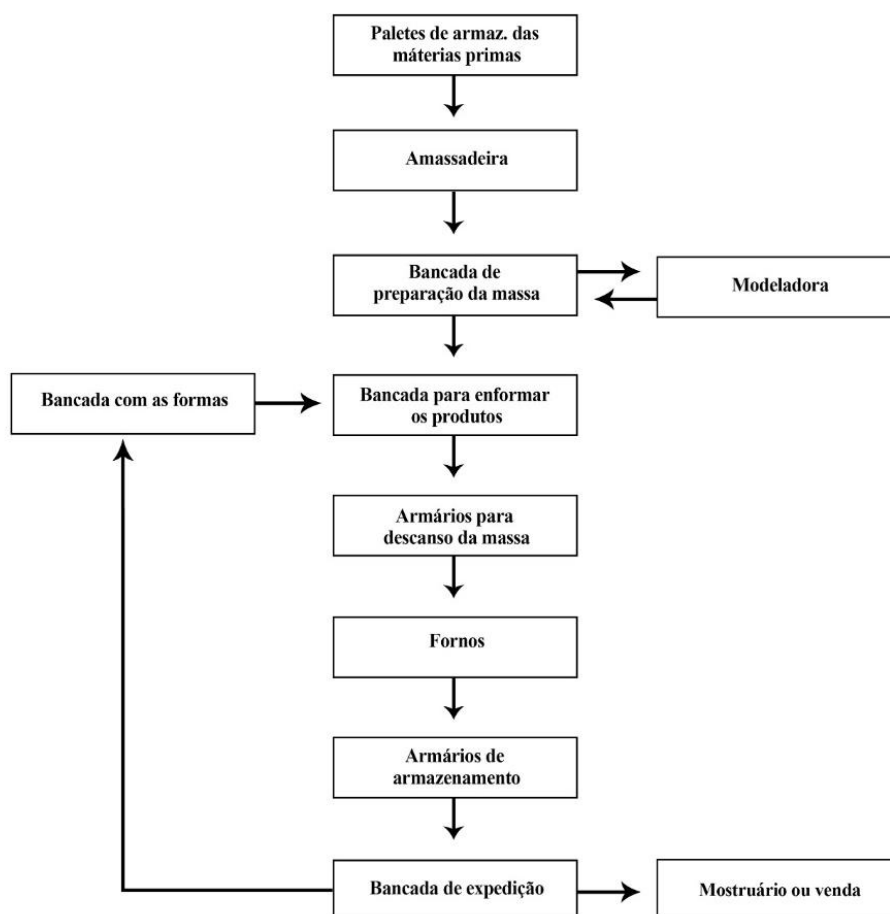 Paletes de armaz. das
máterias primas
Amassadeira
Bancada de
preparação da massa
Modeladora
Bancada com as formas
Bancada para enformar
os produtos
Armários para
descanso da massa
Fornos
Armários de
armazenamento
Bancada de expedição
Mostruário ou venda